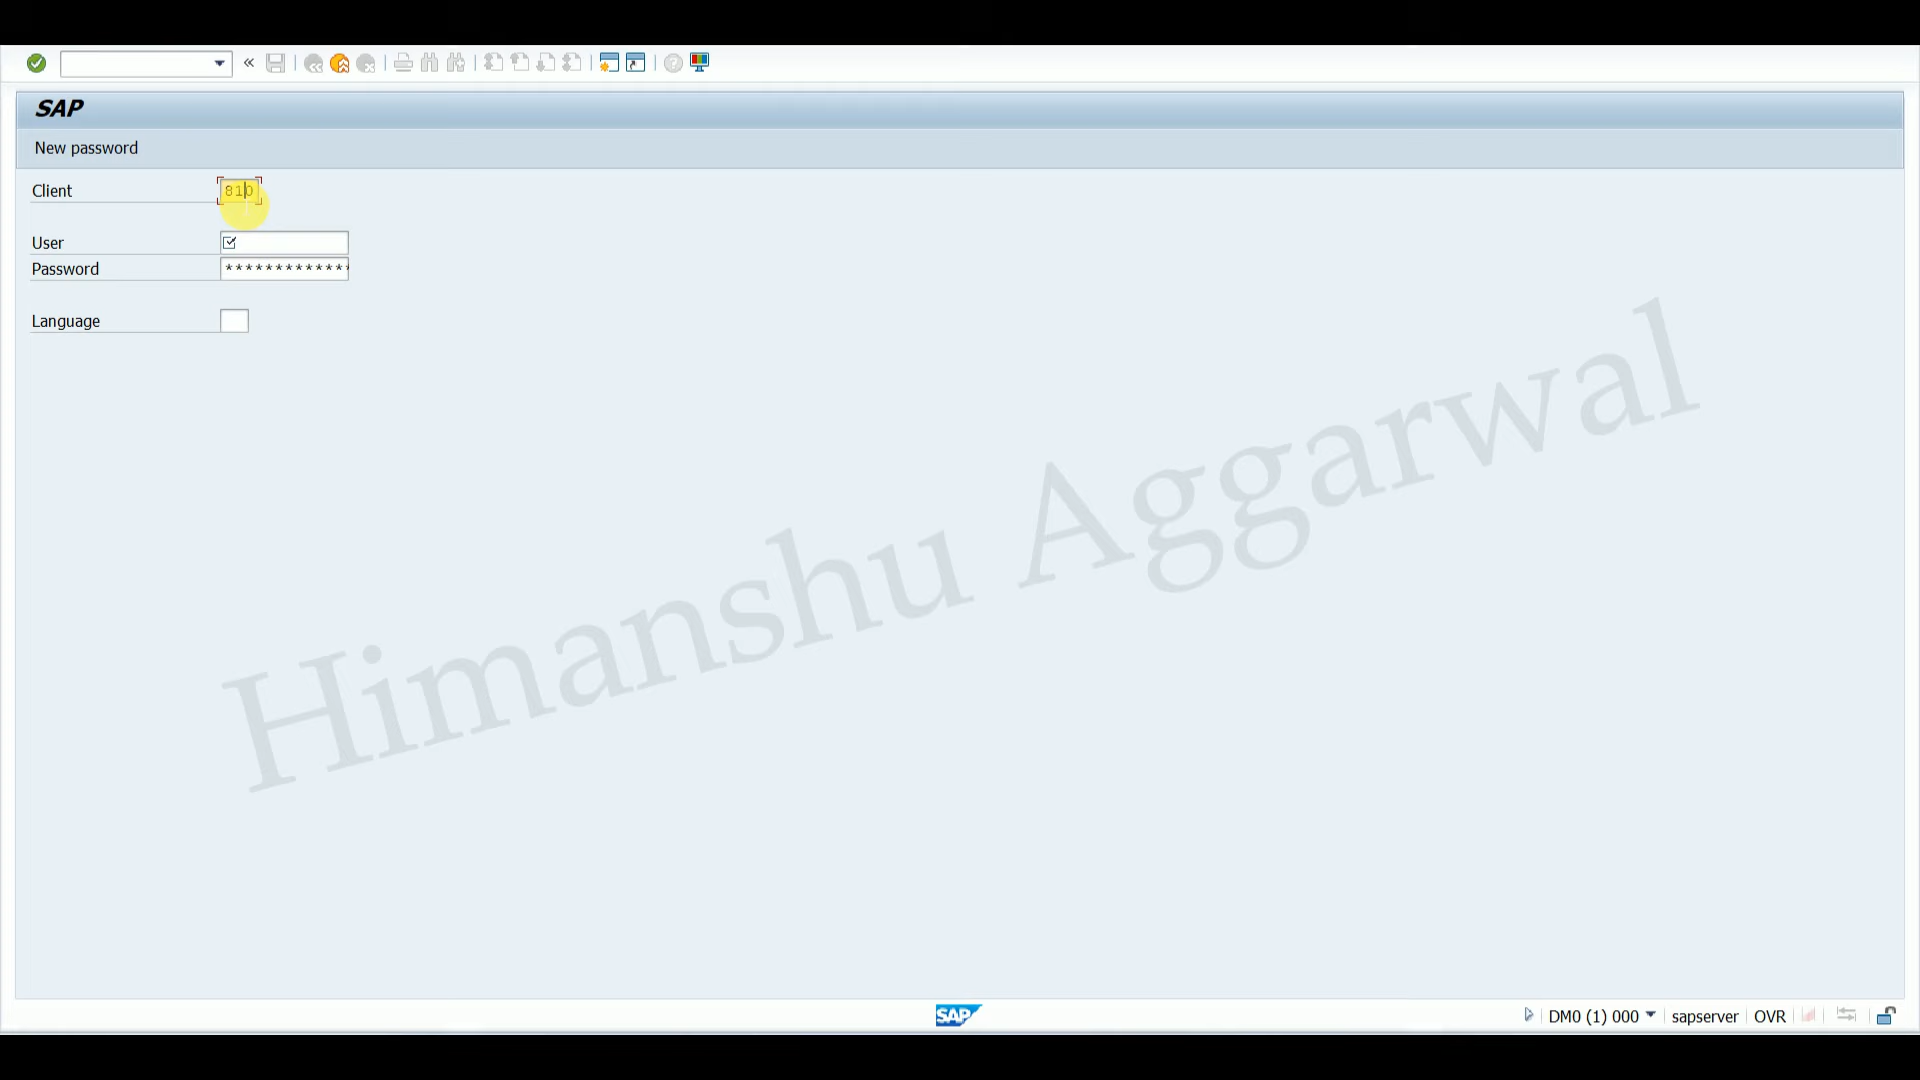 SAP
New password
Client 810
User
Password *************
Language
Himanshu Aggarwal
SAP
DM0 (1) 000 sapserver OVR